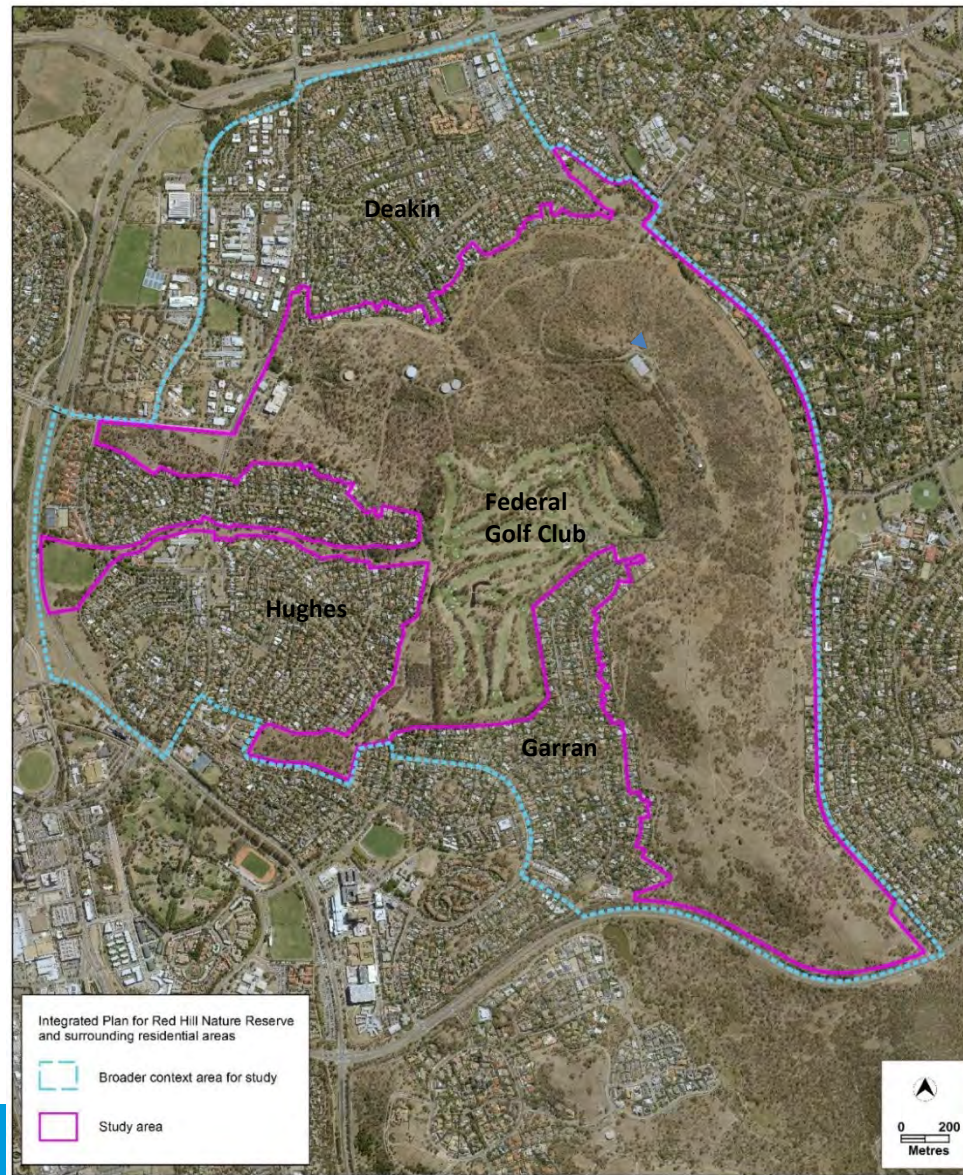 Deakin
Federal
Golf Club
Hughes
Garran
Integrated Plan for Red Hill Nature Reserve
and surrounding residential areas
Broader context area for study
Study area
0 200
Metres